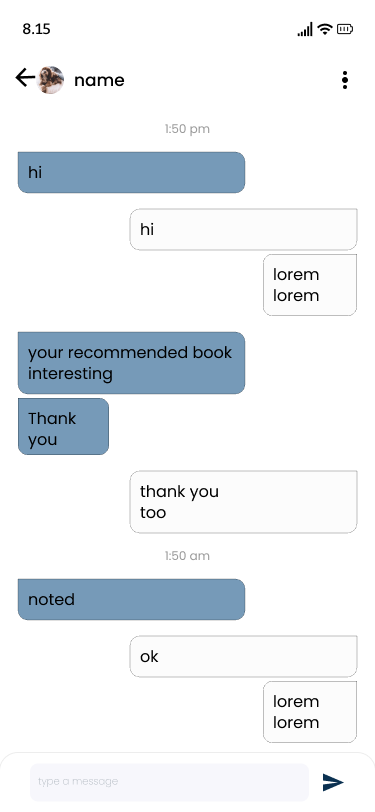 8.15
name
1:50 pm
hi
hi
lorem
lorem
your recommended book
interesting
Thank
you
thank you
too
1:50 am
noted
ok
lorem
lorem
type a message